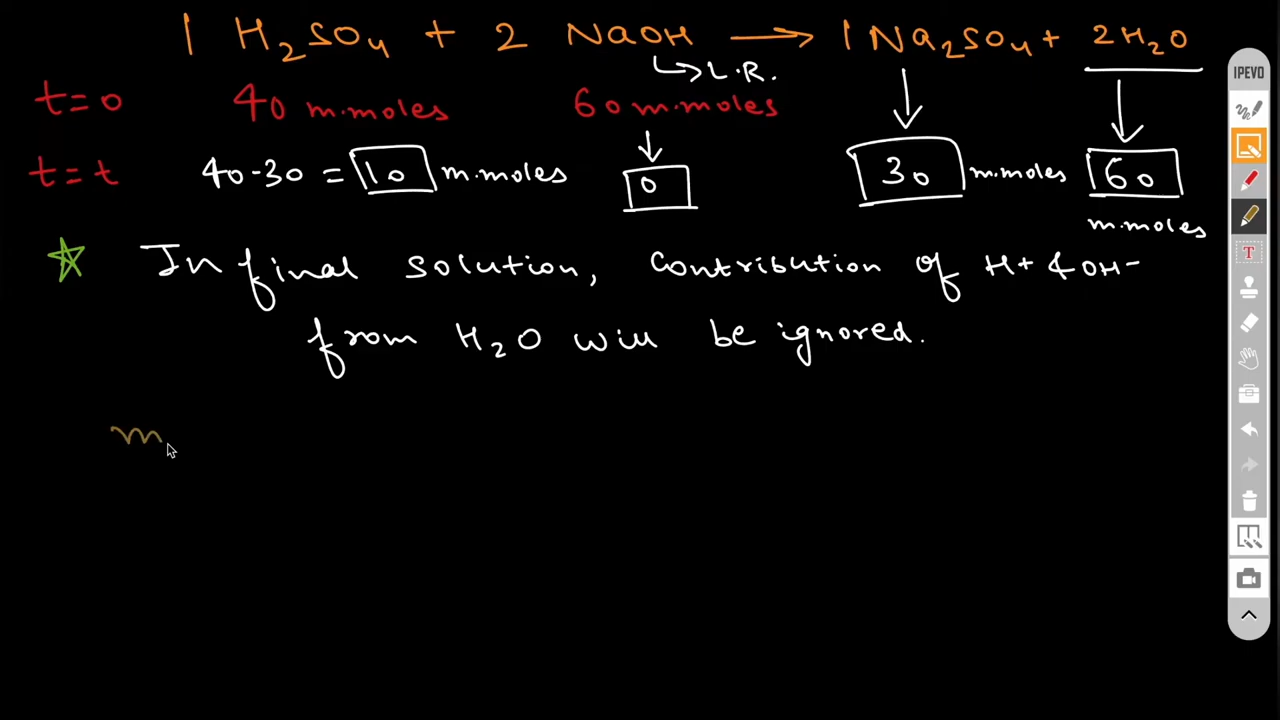 1 H₂SO₄ + 2 NaOH → 1 Na₂SO₄ + 2H₂O
↳ L.R.
t=0 40 m.moles 60 m.moles
t=t 40-30 = 10 m.moles 0 30 m.moles 60
m.moles
☆ In final solution, contribution of H+ & OH-
from H₂O will be ignored.
m
IPEVO
T